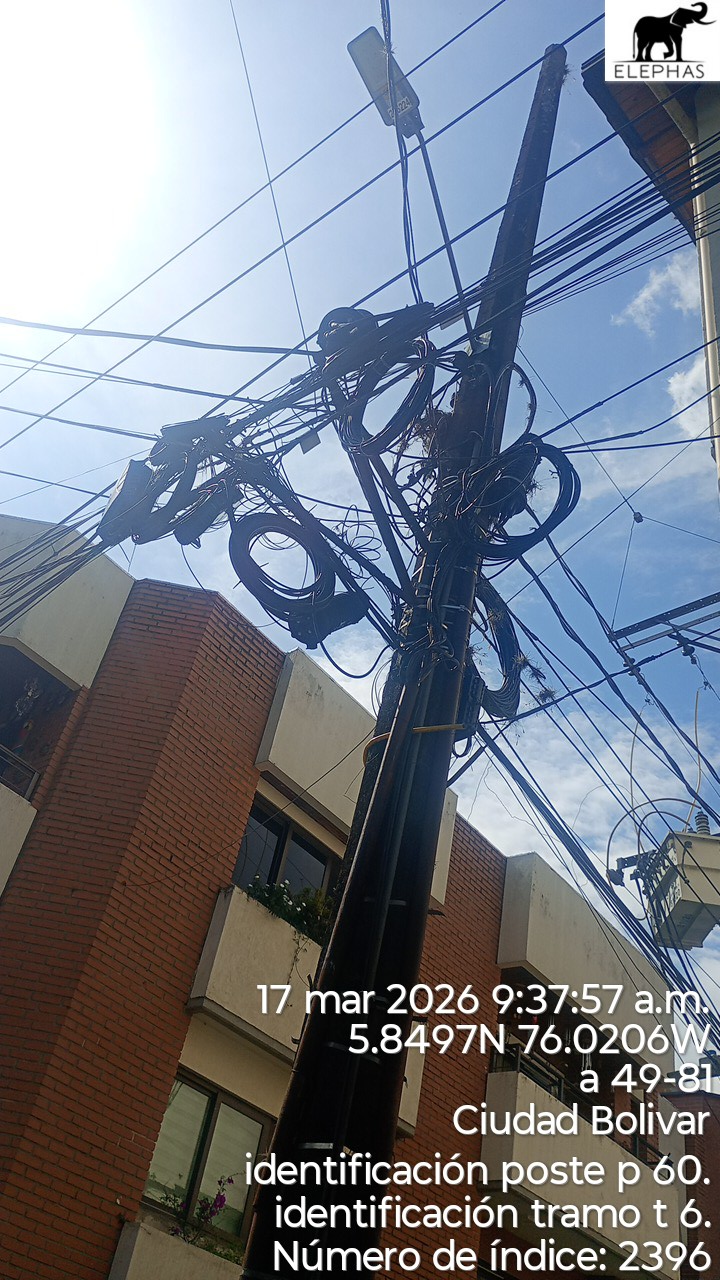 ELEPHAS
17 mar 2026 9:37:57 a.m.
5.8497N 76.0206W
a 49-81
Ciudad Bolivar
identificación poste p 60.
identificación tramo t 6.
Número de índice: 2396